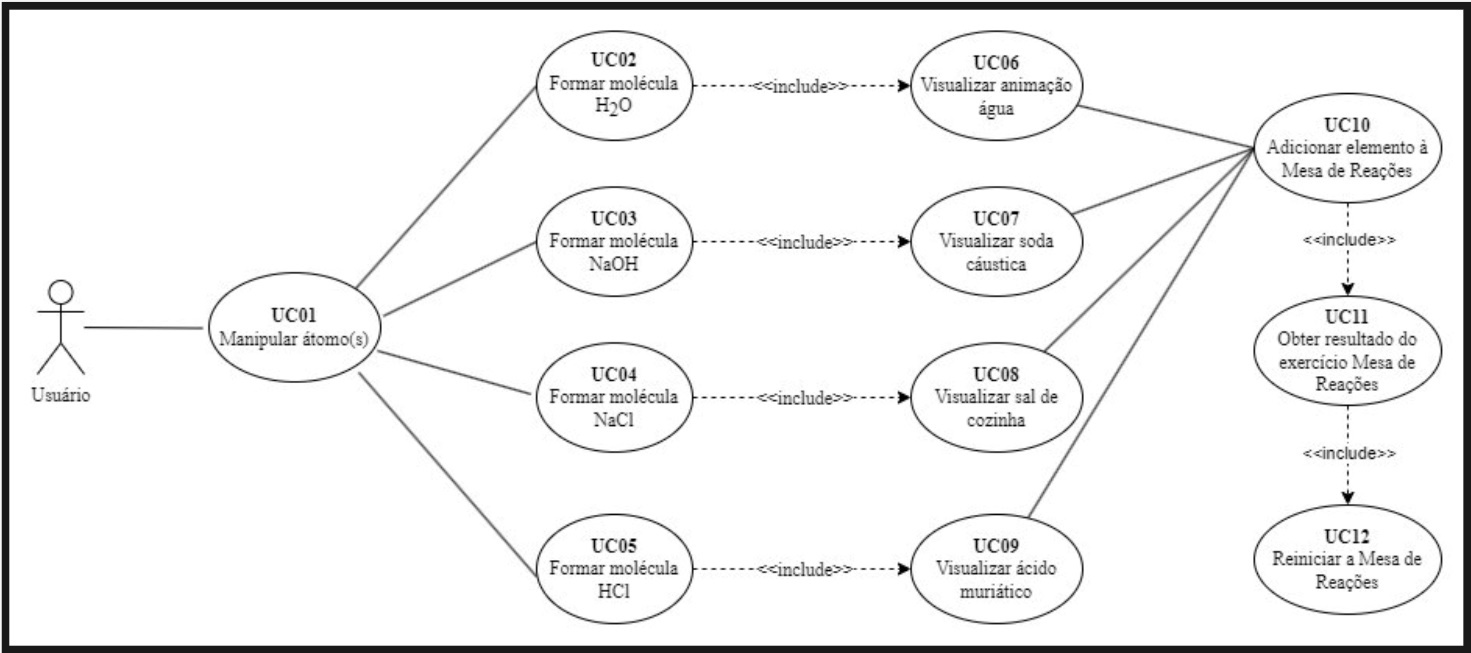 UC02
Formar molécula
H2O
<<include>>
UC06
Visualizar animação
água
UC10
Adicionar elemento à
Mesa de Reações
UC03
Formar molécula
NaOH
<<include>>
UC07
Visualizar soda
cáustica
<<include>>
UC01
Manipular átomo(s)
Usuário
UC11
Obter resultado do
exercício Mesa de
Reações
UC04
Formar molécula
NaCl
<<include>>
UC08
Visualizar sal de
cozinha
<<include>>
UC05
Formar molécula
HCl
<<include>>
UC09
Visualizar ácido
muriático
UC12
Reiniciar a Mesa de
Reações